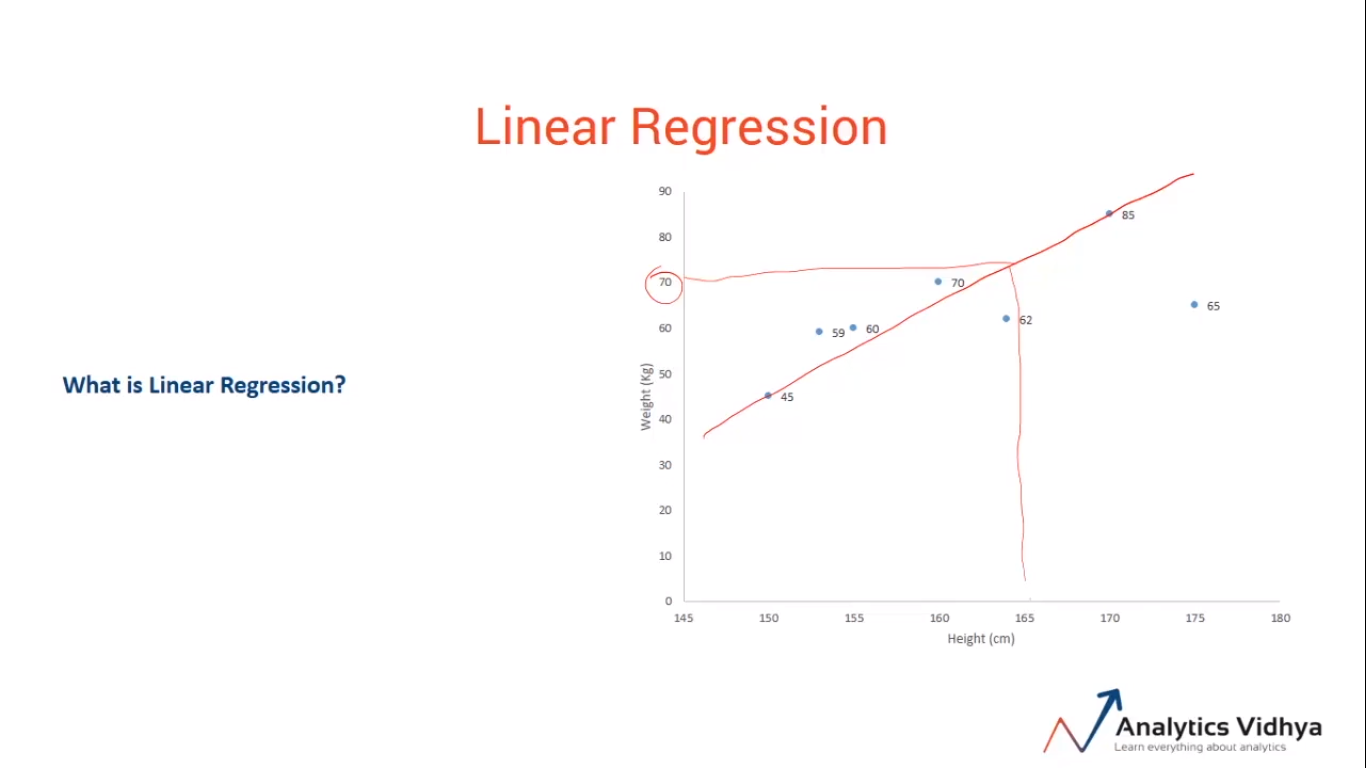 Linear Regression
What is Linear Regression?
90
80
70
60
50
40
30
20
10
0
Weight (Kg)
85
70
65
62
59
60
45
145 150 155 160 165 170 175 180
Height (cm)
Analytics Vidhya
Learn everything about analytics